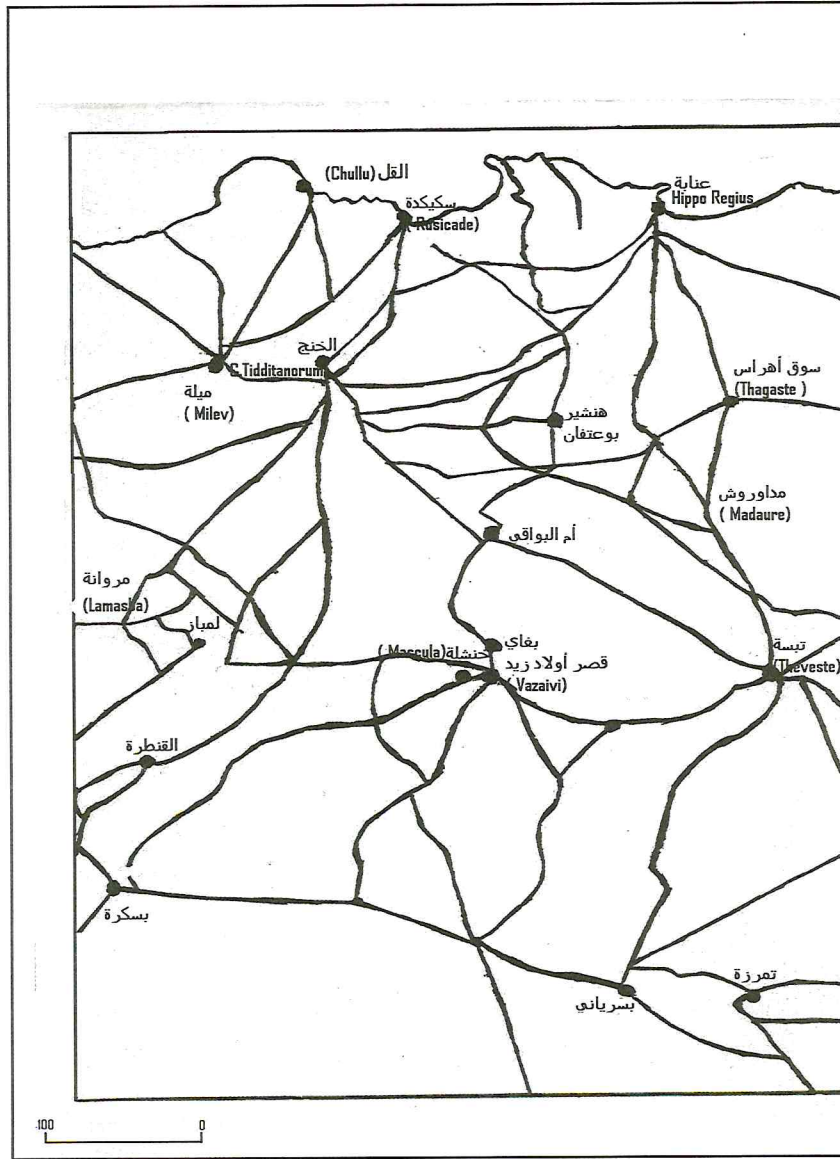 القل (Chullu)
سكيكدة
( Rusicade)
عنابة
Hippo Regius
الخنج
C.Tidditanorum
ميلة
( Milev)
سوق أهراس
(Thagaste )
هنشير
بوعتفان
مداوروش
( Madaure)
أم البواقي
مروانة
(Lamasba)
لمباز
بغاي
خنشلة(Mascula )
قصر أولاد زيد
( Vazaivi)
تبسة
(Theveste)
القنطرة
بسكرة
تمرزة
بسرياني
100
0